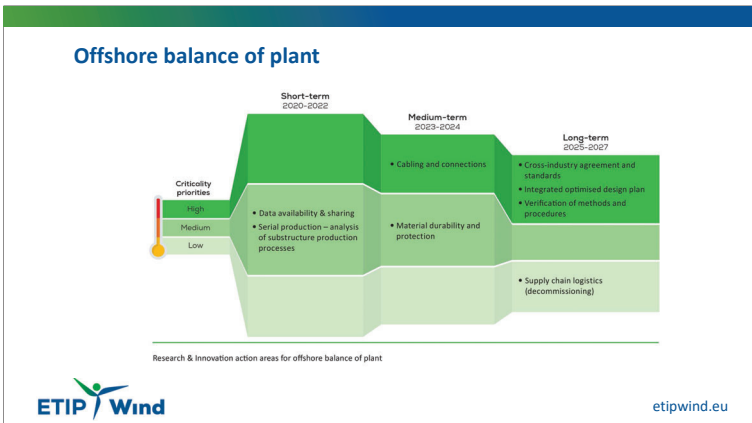 Offshore balance of plant
Short-term
2020-2022
Medium-term
2023-2024
Long-term
2025-2027
Criticality
priorities
High
Medium
Low
• Data availability & sharing
• Serial production – analysis
of substructure production
processes
• Cabling and connections
• Material durability and
protection
• Cross-industry agreement and
standards
• Integrated optimised design plan
• Verification of methods and
procedures
• Supply chain logistics
(decommissioning)
Research & Innovation action areas for offshore balance of plant
ETIP Wind
etipwind.eu